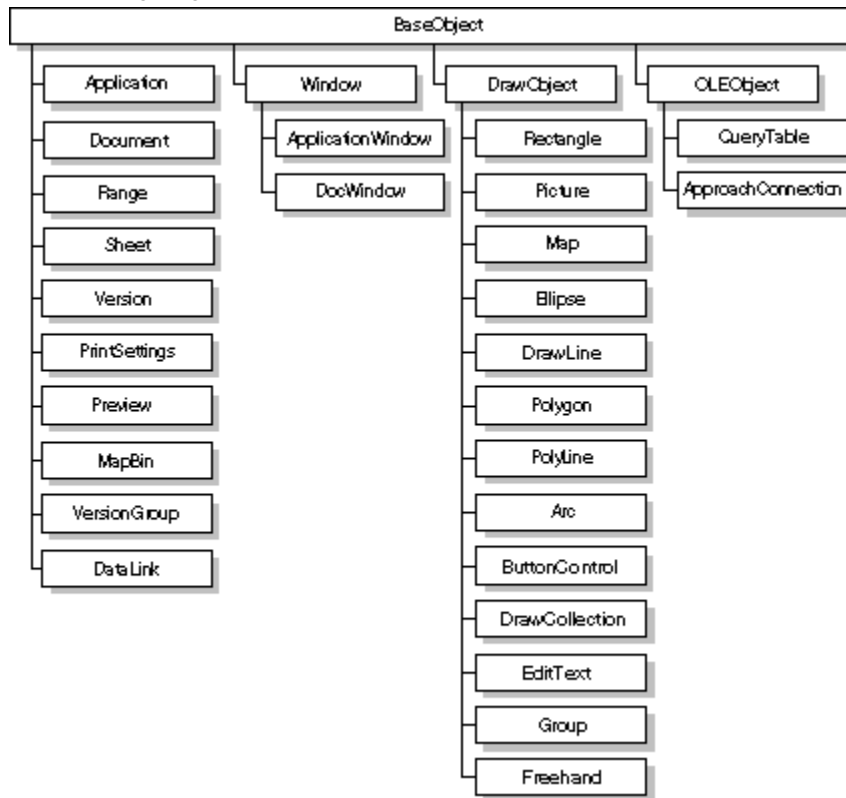 BaseObject
Application
Document
Range
Sheet
Version
PrintSettings
Preview
MapBin
VersionGroup
DataLink
Window
ApplicationWindow
DocWindow
DrawObject
Rectangle
Picture
Map
Ellipse
DrawLine
Polygon
PolyLine
Arc
ButtonControl
DrawCollection
EditText
Group
Freehand
OLEObject
QueryTable
ApproachConnection